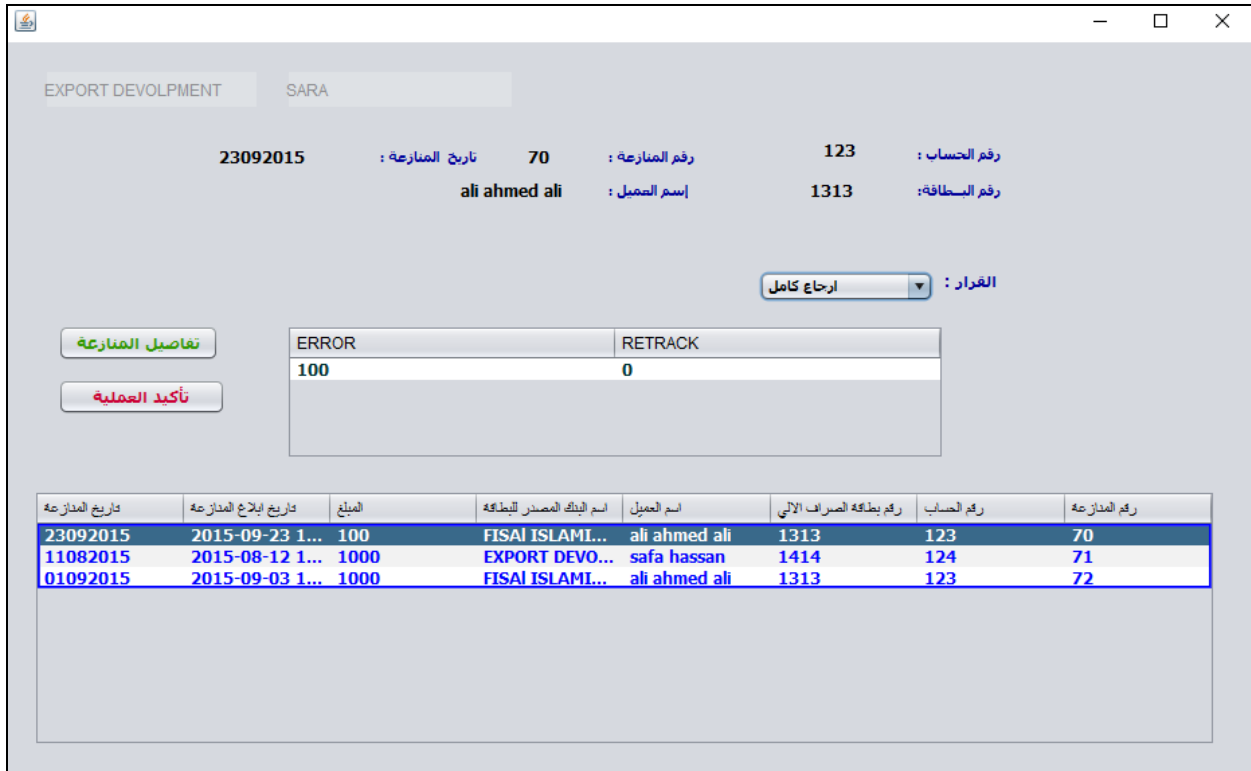 EXPORT DEVOLPMENT SARA
رقم الحساب : 123 رقم المنازعة : 70 تاريخ المنازعة : 23092015
رقم البـطاقة: 1313 إسم العميل : ali ahmed ali
القرار : ارجاع كامل
تفاصيل المنازعة
تأكيد العملية
ERROR RETRACK
100 0
رقم المنازعة رقم الحساب رقم بطاقة الصراف الالي اسم العميل اسم البنك المصدر للبطاقة المبلغ تاريخ ابلاغ المنازعة تاريخ المنازعة
23092015 2015-09-23 1... 100 FISAl ISLAMI... ali ahmed ali 1313 123 70
11082015 2015-08-12 1... 1000 EXPORT DEVO... safa hassan 1414 124 71
01092015 2015-09-03 1... 1000 FISAl ISLAMI... ali ahmed ali 1313 123 72